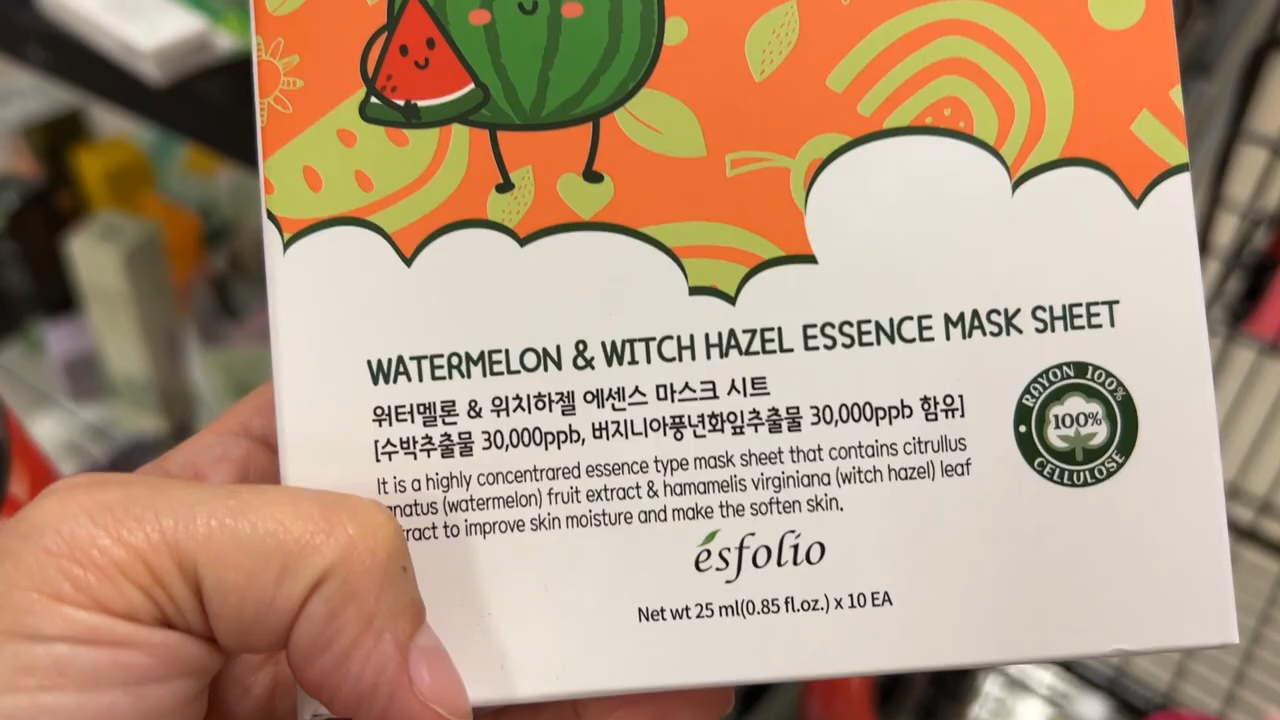 WATERMELON & WITCH HAZEL ESSENCE MASK SHEET
워터멜론 & 위치하젤 에센스 마스크 시트
[수박추출물 30,000ppb, 버지니아풍년화잎추출물 30,000ppb 함유]
It is a highly concentrared essence type mask sheet that contains citrullus
natus (watermelon) fruit extract & hamamelis virginiana (witch hazel) leaf
ract to improve skin moisture and make the soften skin.
RAYON 100%
100%
CELLULOSE
ésfolio
Net wt 25 ml(0.85 fl.oz.) x 10 EA